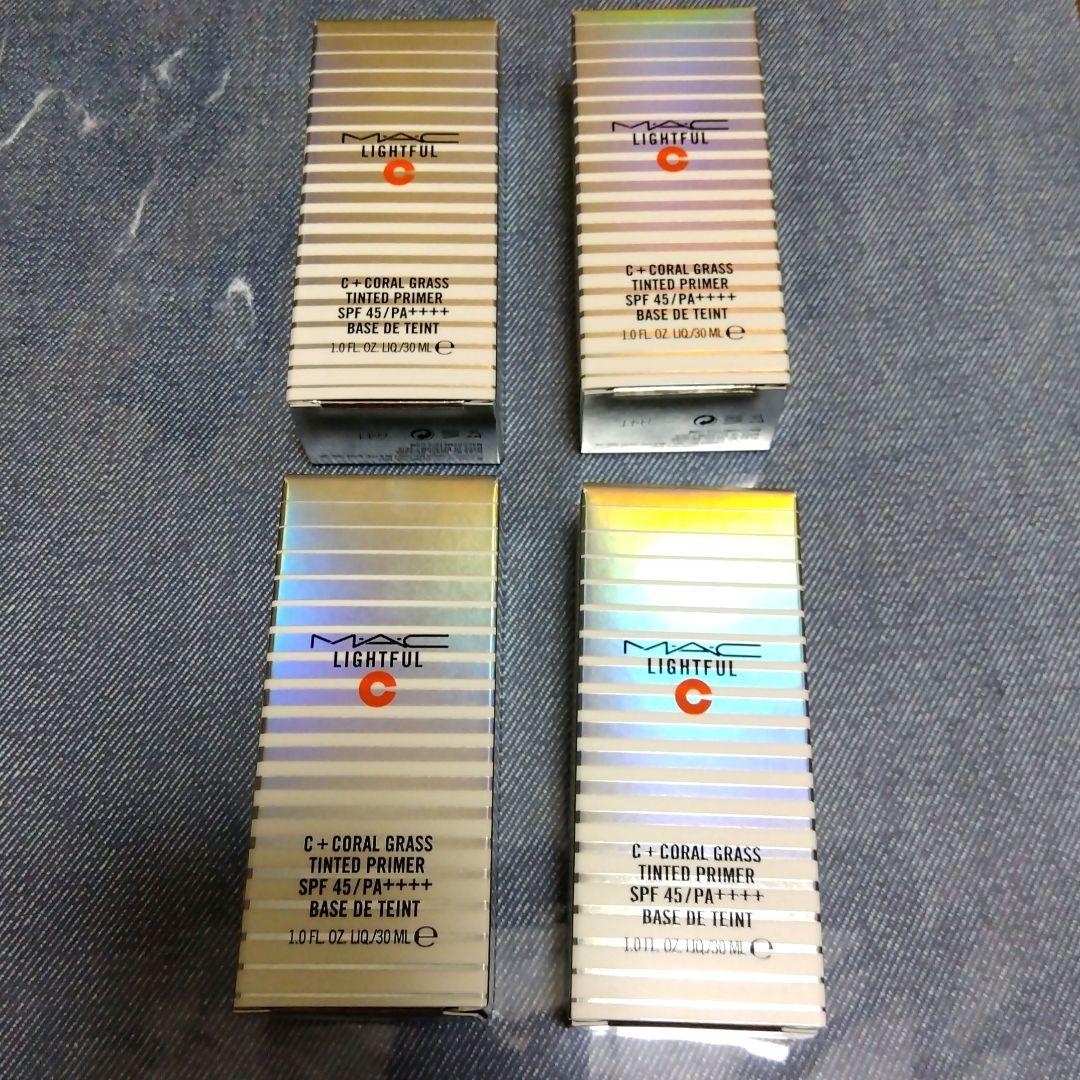 M·A·C
LIGHTFUL
C
C + CORAL GRASS
TINTED PRIMER
SPF 45/PA++++
BASE DE TEINT
1.0 FL. OZ. LIQ./30 ML e
M·A·C
LIGHTFUL
C
C + CORAL GRASS
TINTED PRIMER
SPF 45/PA++++
BASE DE TEINT
1.0 FL. OZ. LIQ./30 ML e
M·A·C
LIGHTFUL
C
C + CORAL GRASS
TINTED PRIMER
SPF 45/PA++++
BASE DE TEINT
1.0 FL. OZ. LIQ./30 ML e
M·A·C
LIGHTFUL
C
C + CORAL GRASS
TINTED PRIMER
SPF 45/PA++++
BASE DE TEINT
1.0 FL. OZ. LIQ./30 ML e